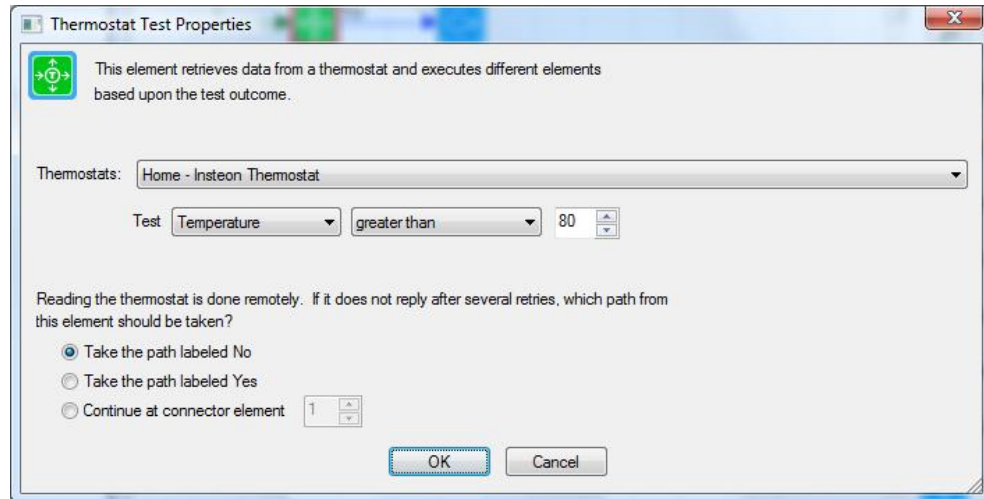 Thermostat Test Properties
This element retrieves data from a thermostat and executes different elements
based upon the test outcome.
Thermostats: Home - Insteon Thermostat
Test Temperature greater than 80
Reading the thermostat is done remotely. If it does not reply after several retries, which path from
this element should be taken?
Take the path labeled No
Take the path labeled Yes
Continue at connector element 1
OK Cancel